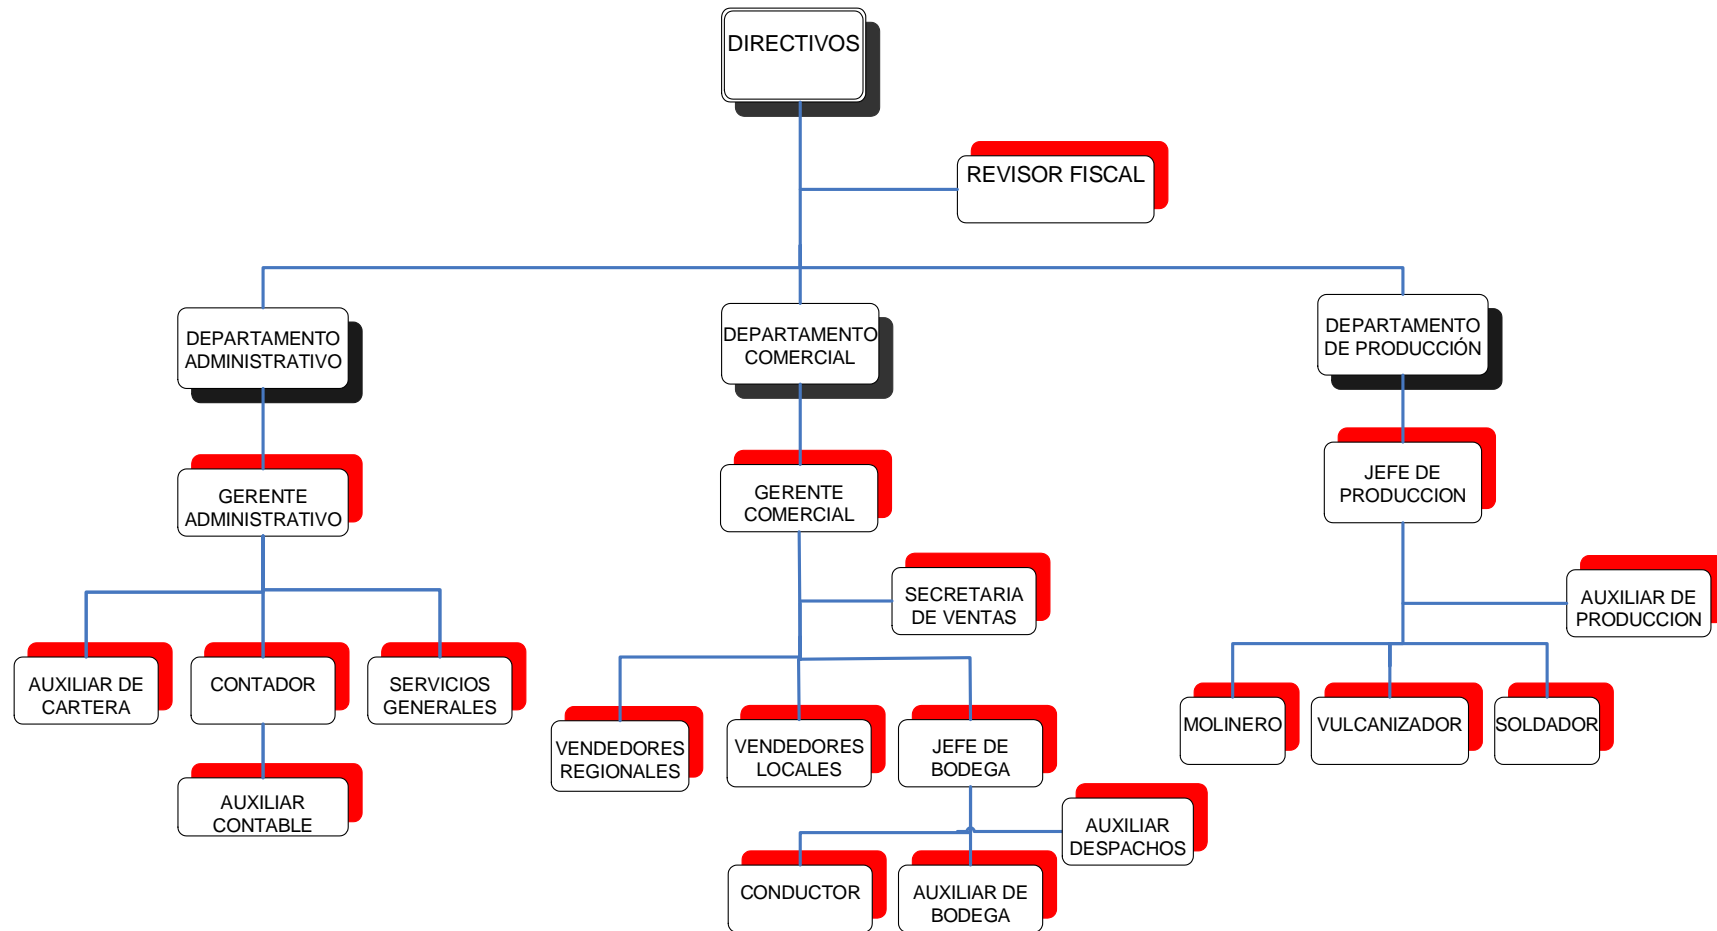 DIRECTIVOS
REVISOR FISCAL
DEPARTAMENTO
ADMINISTRATIVO
DEPARTAMENTO
COMERCIAL
DEPARTAMENTO
DE PRODUCCIÓN
GERENTE
ADMINISTRATIVO
GERENTE
COMERCIAL
JEFE DE
PRODUCCION
SECRETARIA
DE VENTAS
AUXILIAR DE
PRODUCCION
AUXILIAR DE
CARTERA
CONTADOR
SERVICIOS
GENERALES
VENDEDORES
REGIONALES
VENDEDORES
LOCALES
JEFE DE
BODEGA
MOLINERO
VULCANIZADOR
SOLDADOR
AUXILIAR
CONTABLE
AUXILIAR
DESPACHOS
CONDUCTOR
AUXILIAR DE
BODEGA